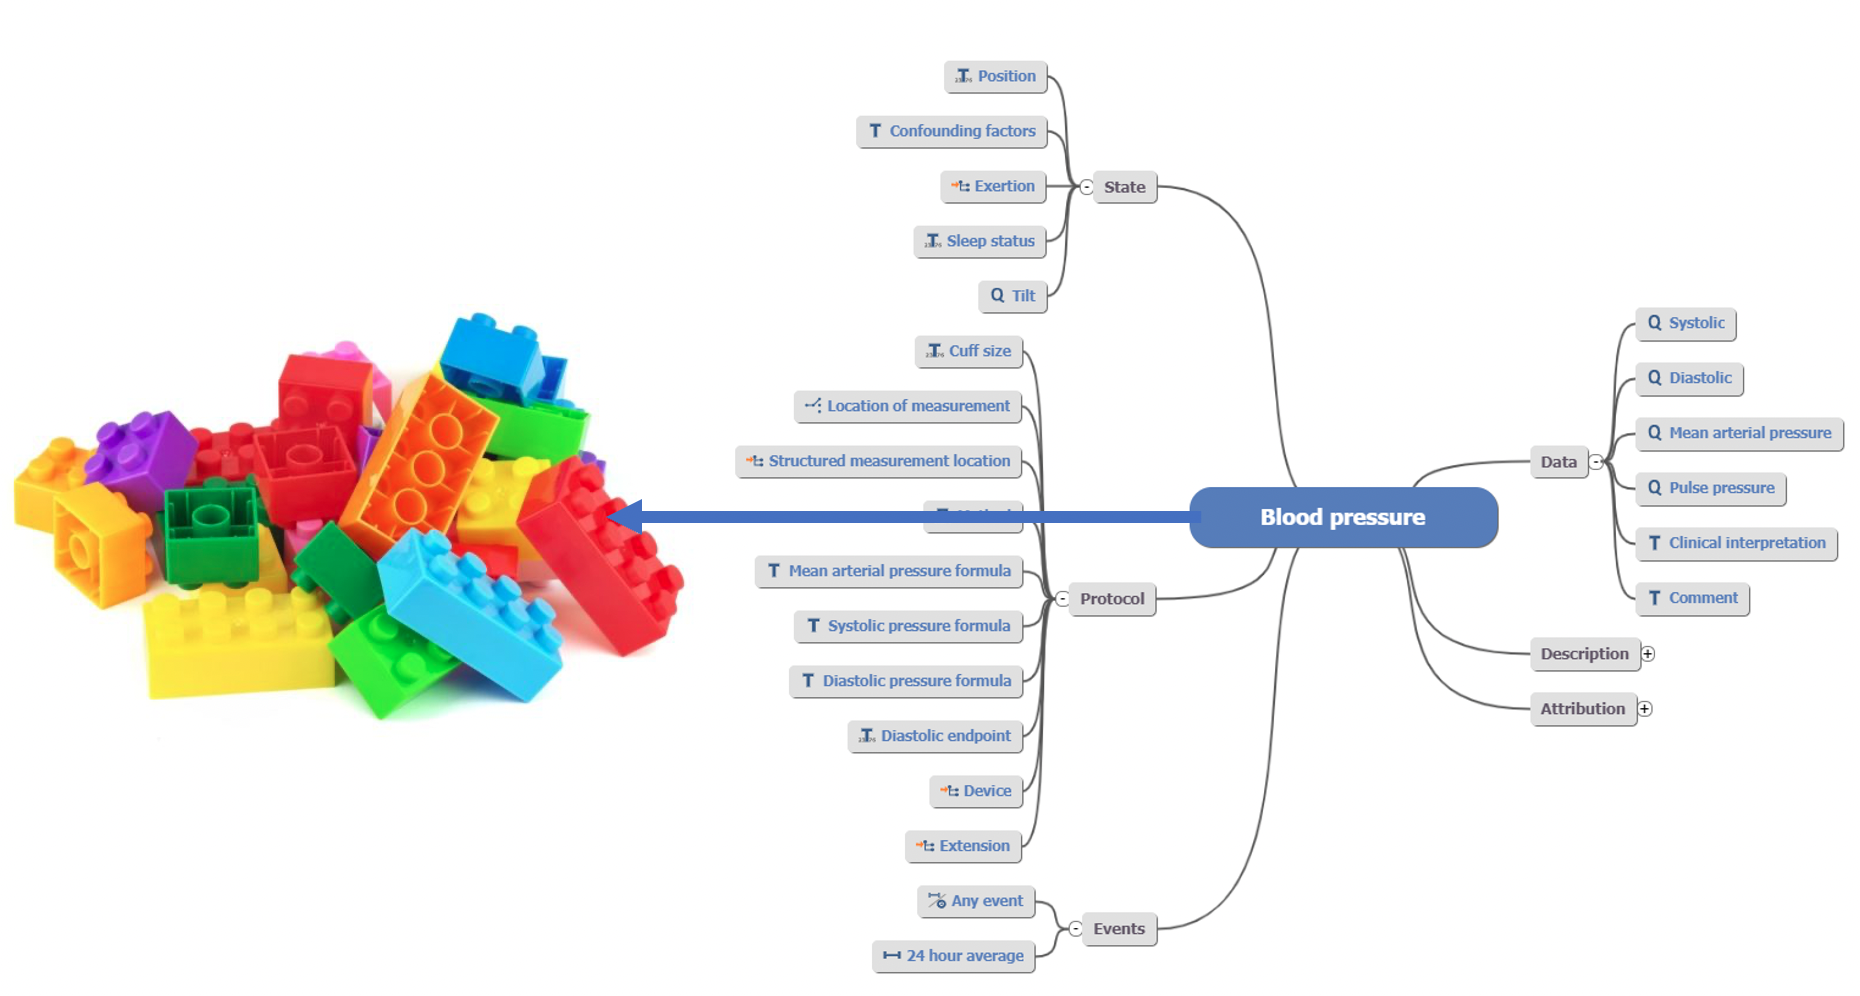 Position
Confounding factors
Exertion
Sleep status
Tilt
State
Cuff size
Location of measurement
Structured measurement location
Mean arterial pressure formula
Systolic pressure formula
Diastolic pressure formula
Diastolic endpoint
Device
Extension
Protocol
Any event
24 hour average
Events
Blood pressure
Data
Systolic
Diastolic
Mean arterial pressure
Pulse pressure
Clinical interpretation
Comment
Description
Attribution